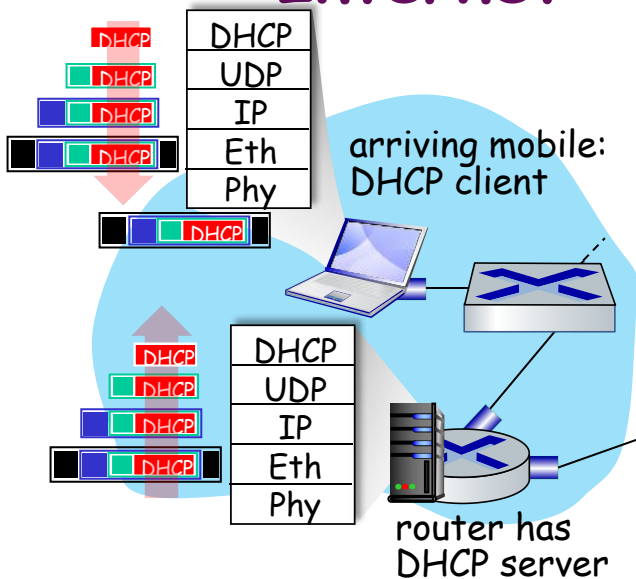 Internet
DHCP
DHCP
DHCP
DHCP
DHCP
DHCP
UDP
IP
Eth
Phy
arriving mobile:
DHCP client
DHCP
DHCP
DHCP
DHCP
DHCP
UDP
IP
Eth
Phy
router has
DHCP server